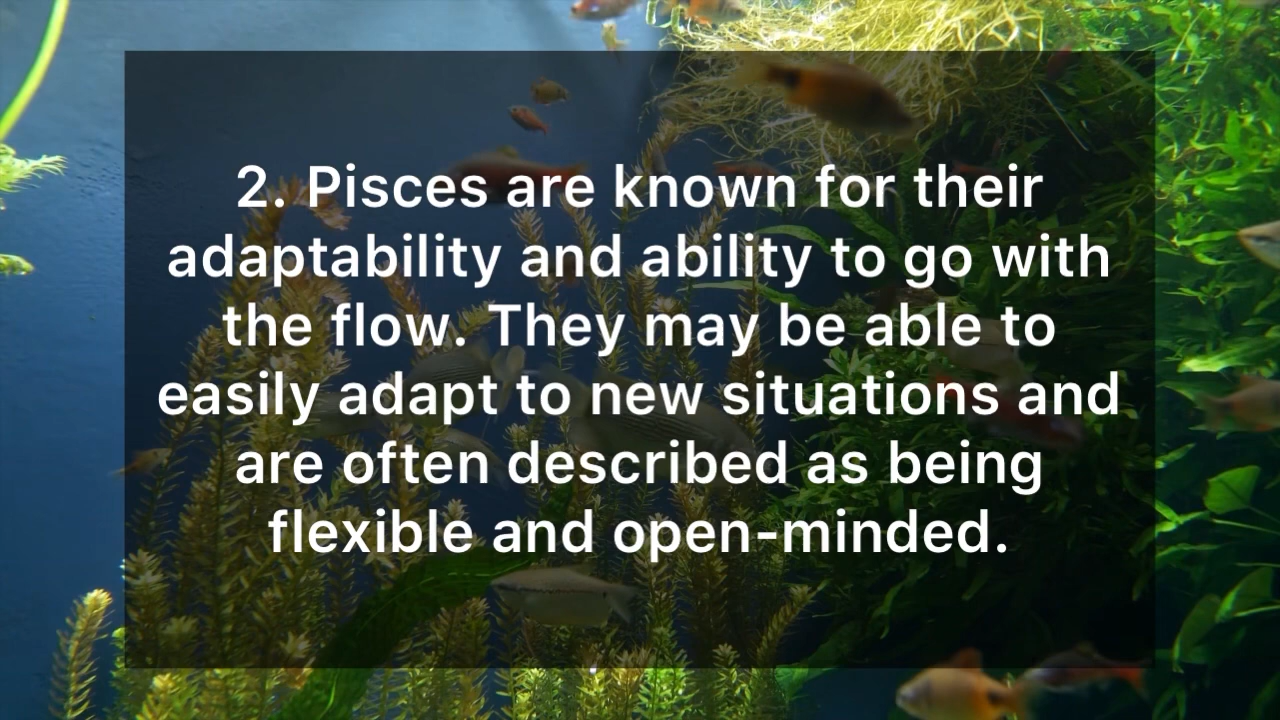 2. Pisces are known for their
adaptability and ability to go with
the flow. They may be able to
easily adapt to new situations and
are often described as being
flexible and open-minded.